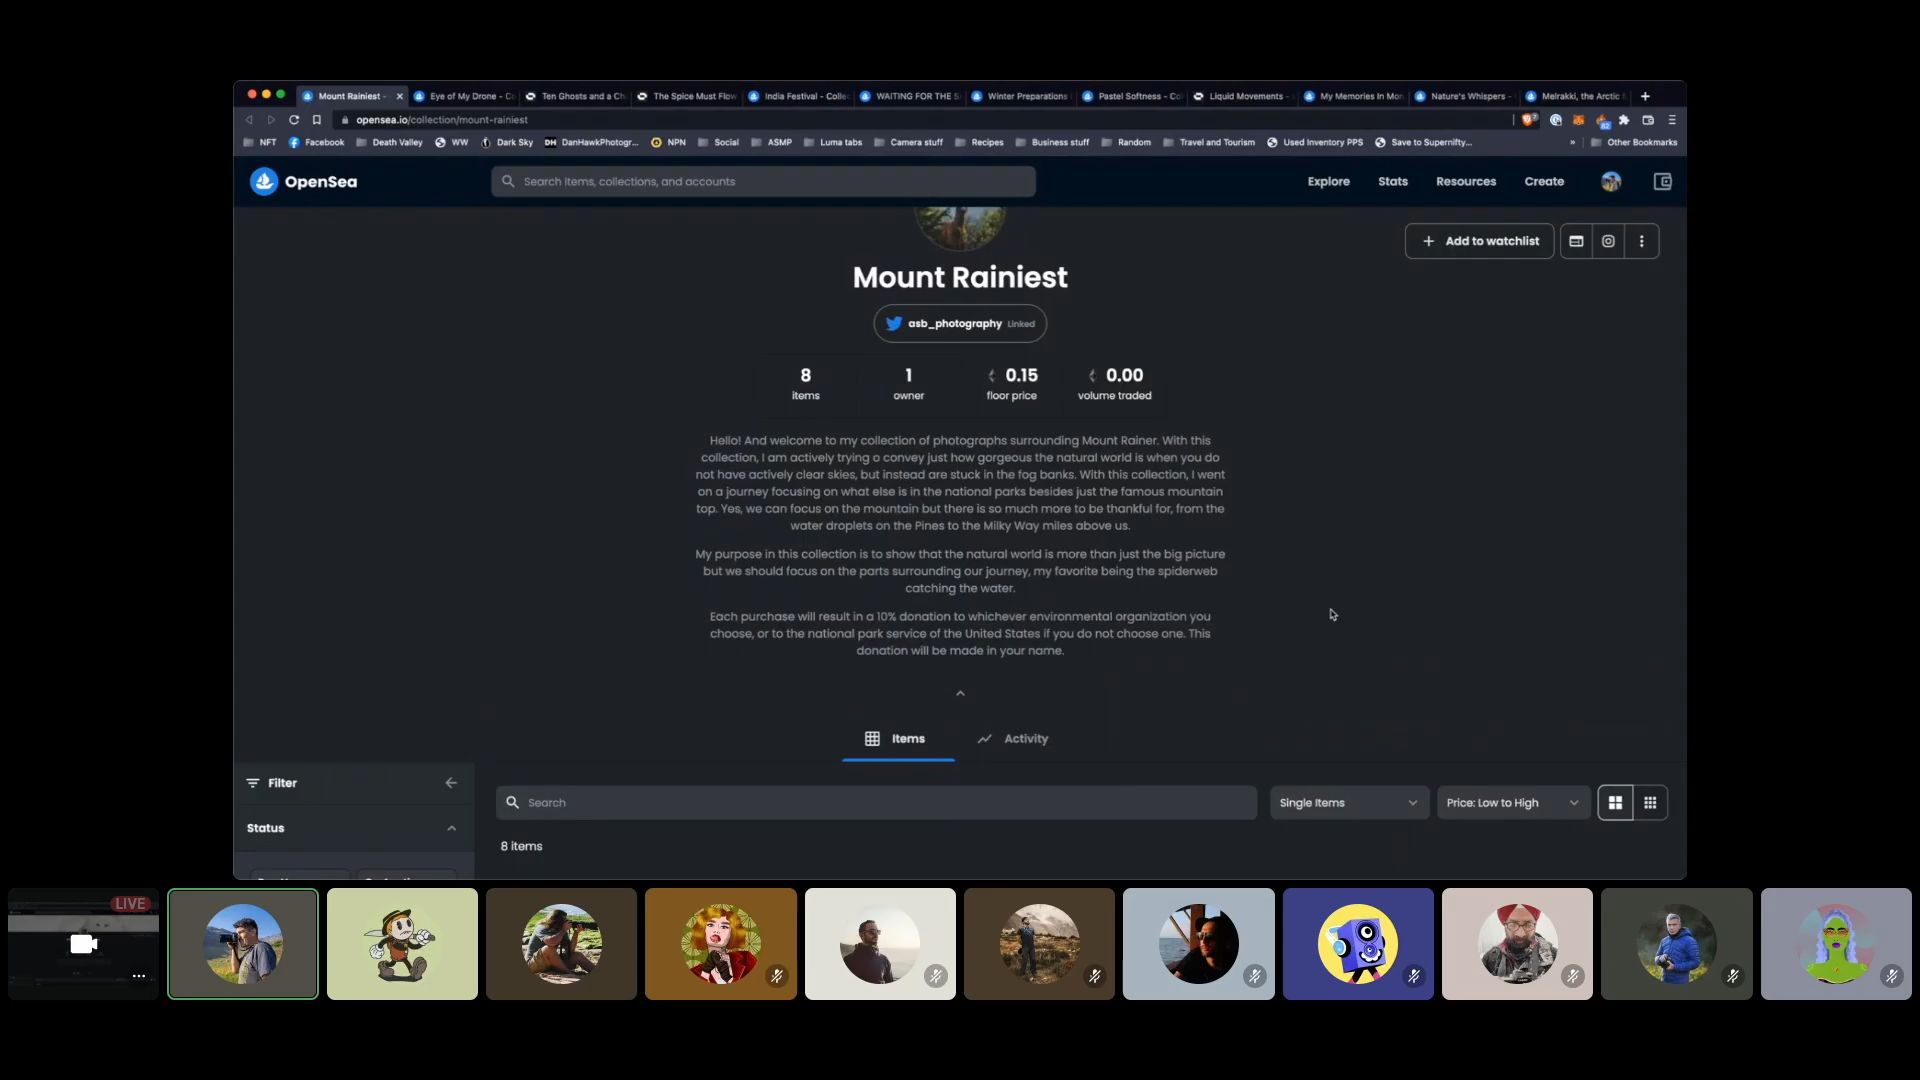 Mount Rainiest -
Eye of My Drone - Co
Ten Ghosts and a Ch
The Spice Must Flow
India Festival - Collec
WAITING FOR THE S
Winter Preparations
Pastel Softness - Co
Liquid Movements -
My Memories In Mon
Nature's Whispers -
Melrakki, the Arctic
opensea.io/collection/mount-rainiest
NFT
Facebook
Death Valley
WW
Dark Sky
DH DanHawkPhotogr...
NPN
Social
ASMP
Luma tabs
Camera stuff
Recipes
Business stuff
Random
Travel and Tourism
Used Inventory PPS
Save to Supernifty...
»
Other Bookmarks
OpenSea
Search items, collections, and accounts
Explore
Stats
Resources
Create
+ Add to watchlist
Mount Rainiest
asb_photography Linked
8
items
1
owner
0.15
floor price
0.00
volume traded
Hello! And welcome to my collection of photographs surrounding Mount Rainer. With this
collection, I am actively trying o convey just how gorgeous the natural world is when you do
not have actively clear skies, but instead are stuck in the fog banks. With this collection, I went
on a journey focusing on what else is in the national parks besides just the famous mountain
top. Yes, we can focus on the mountain but there is so much more to be thankful for, from the
water droplets on the Pines to the Milky Way miles above us.
My purpose in this collection is to show that the natural world is more than just the big picture
but we should focus on the parts surrounding our journey, my favorite being the spiderweb
catching the water.
Each purchase will result in a 10% donation to whichever environmental organization you
choose, or to the national park service of the United States if you do not choose one. This
donation will be made in your name.
Items
Activity
Filter
Status
Search
Single Items
Price: Low to High
8 items
LIVE